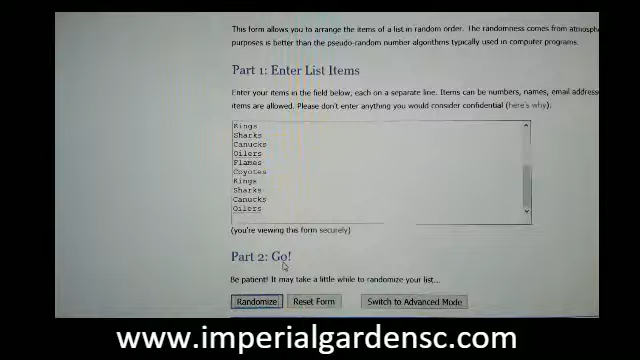 This form allows you to arrange the items of a list in random order. The randomness comes from atmosphe
purposes is better than the pseudo-random number algorithms typically used in computer programs.
Part 1: Enter List Items
Enter your items in the field below, each on a separate line. Items can be numbers, names, email addresse
items are allowed. Please don't enter anything you would consider confidential (here's why).
Kings
Sharks
Canucks
Oilers
Flames
Coyotes
Kings
Sharks
Canucks
Oilers
(you're viewing this form securely)
Part 2: Go!
Be patient! It may take a little while to randomize your list...
Randomize Reset Form Switch to Advanced Mode
www.imperialgardensc.com